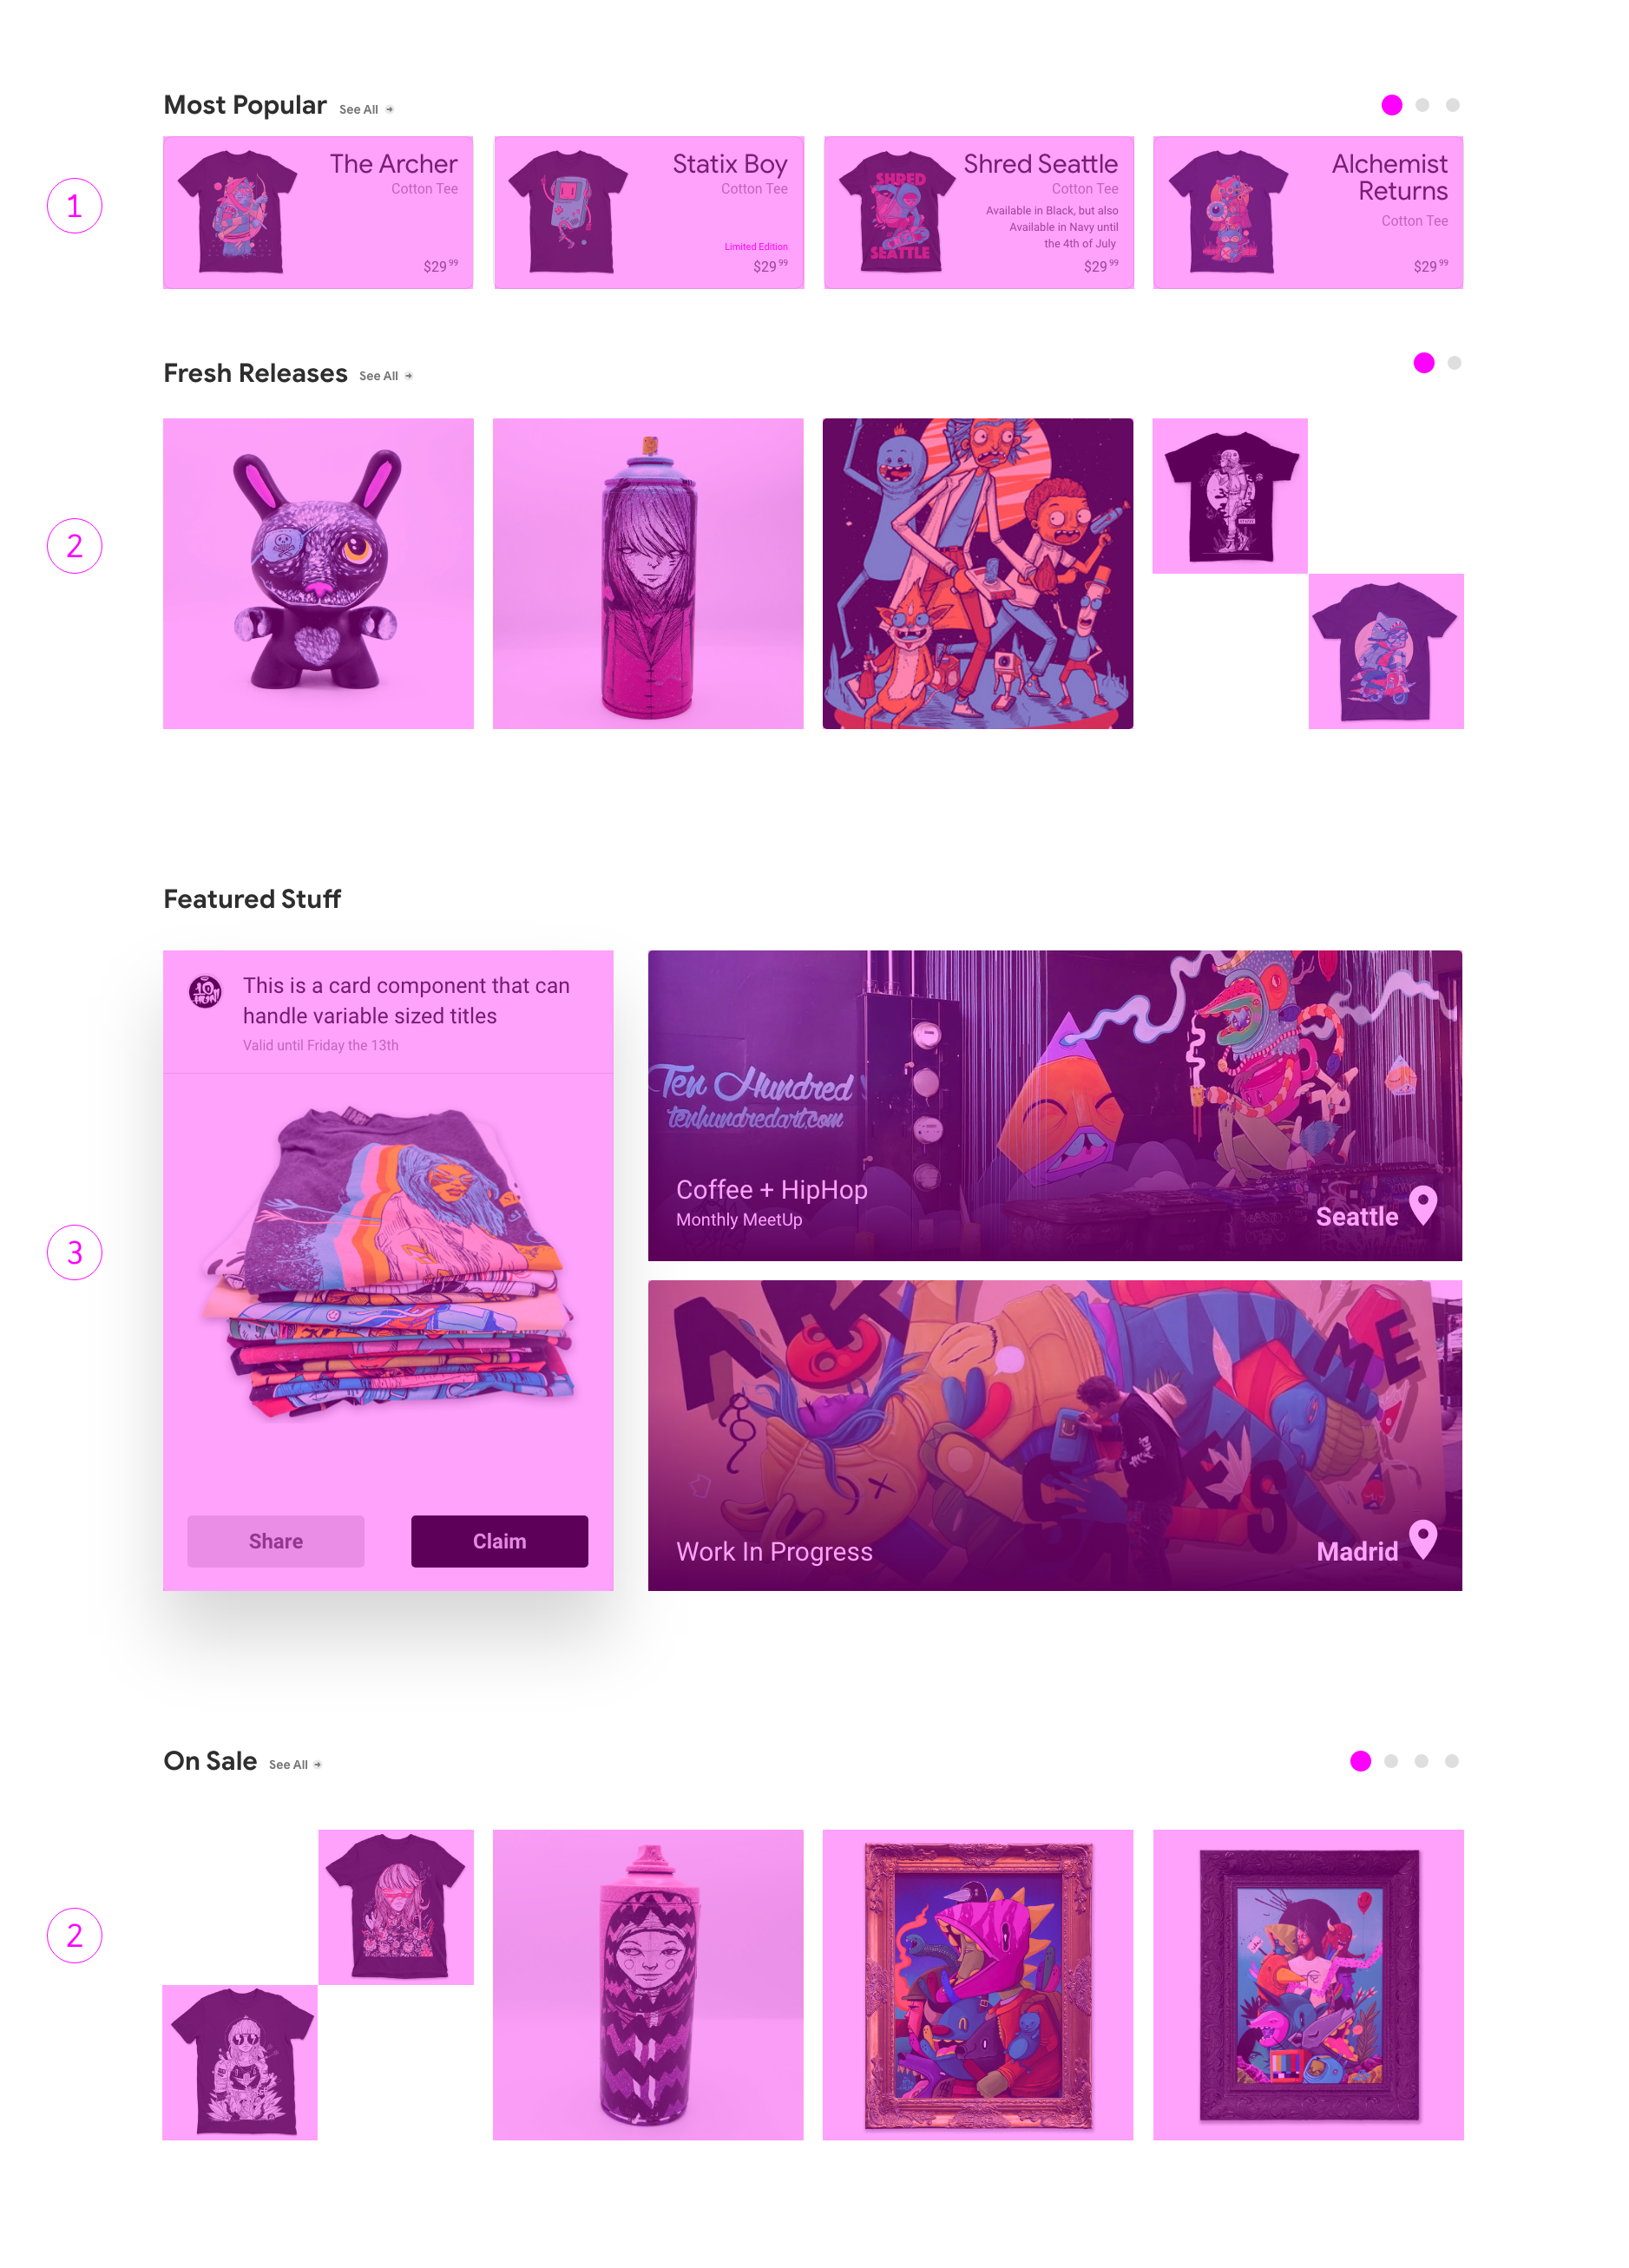 Most Popular See All
1
The Archer
Cotton Tee
$29 99
Statix Boy
Cotton Tee
Limited Edition
$29 99
SHRED
SEATTLE
Shred Seattle
Cotton Tee
Available in Black, but also
Available in Navy until
the 4th of July
$29 99
Alchemist
Returns
Cotton Tee
$29 99
Fresh Releases See All
2
Featured Stuff
3
This is a card component that can
handle variable sized titles
Valid until Friday the 13th
Share
Claim
Ten Hundred
tenhundredart.com
Coffee + HipHop
Monthly MeetUp
Seattle
Work In Progress
Madrid
On Sale See All
2